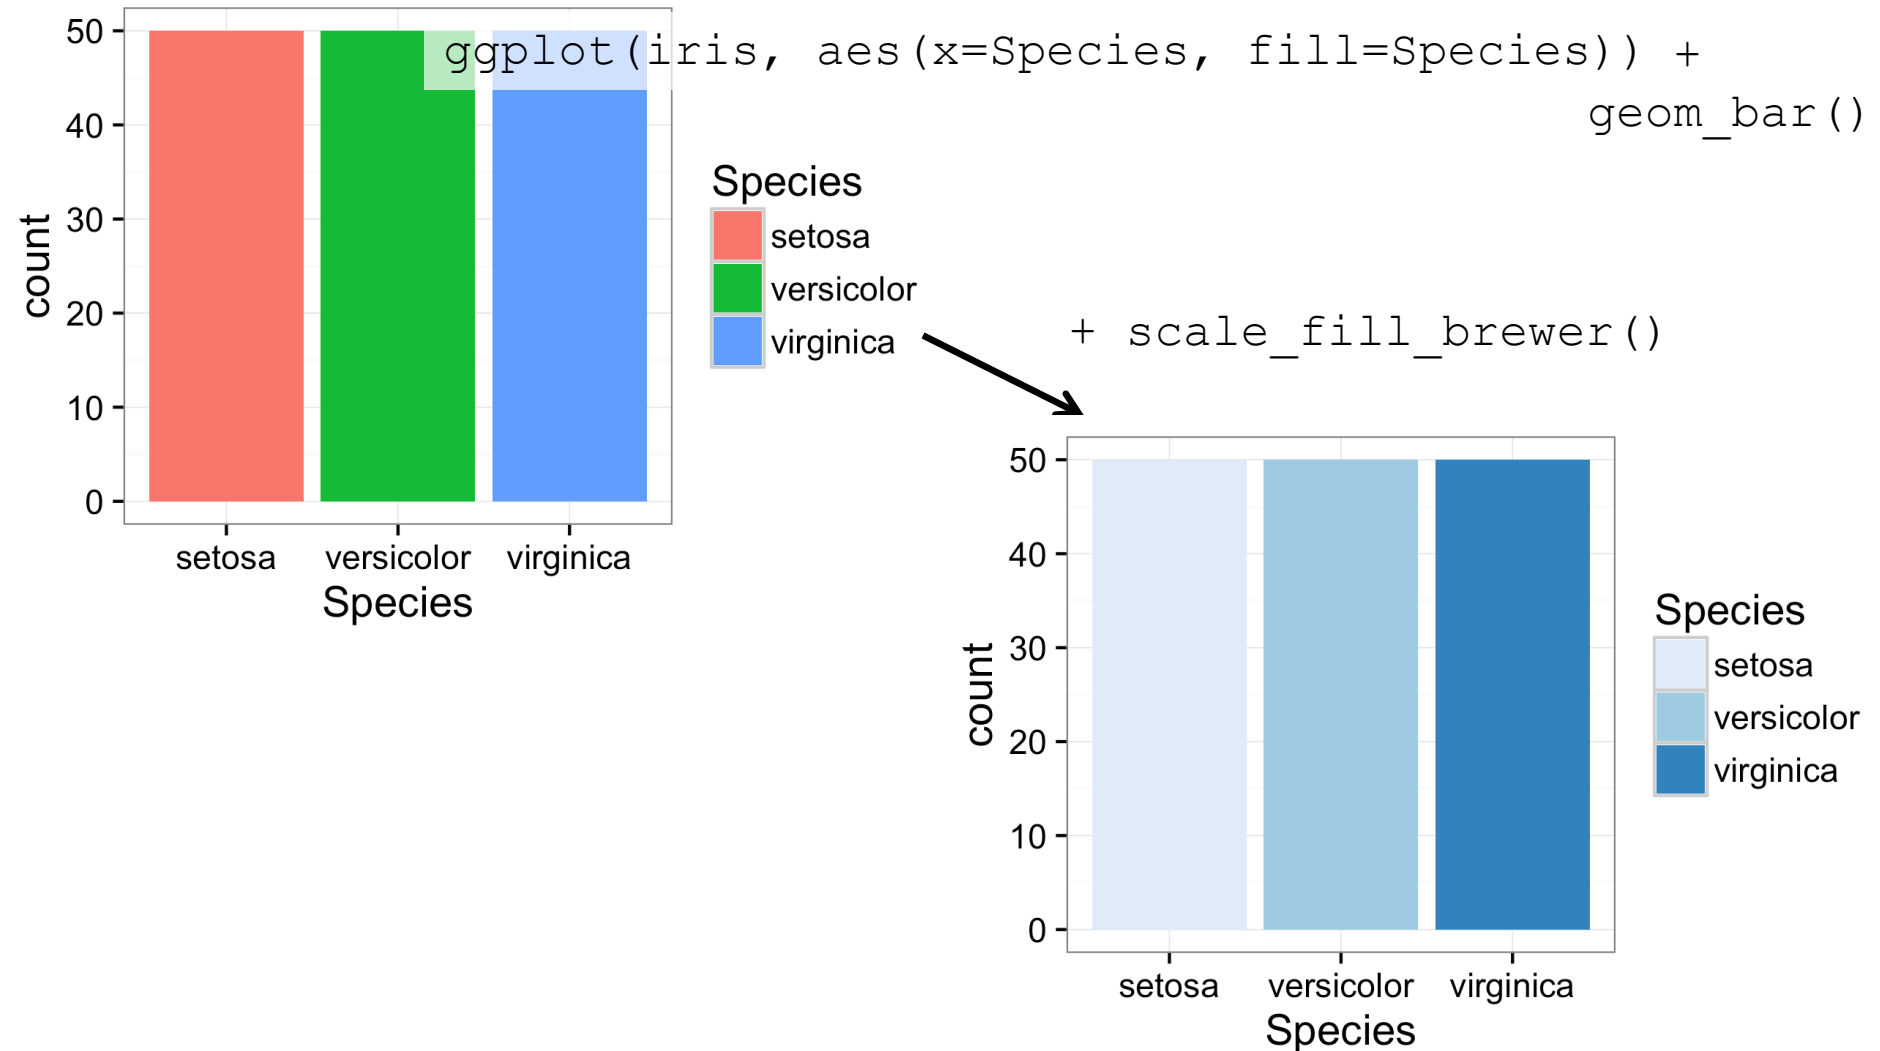 ggplot(iris, aes(x=Species, fill=Species)) +
geom_bar()
50
40
30
20
10
0
count
setosa versicolor virginica
Species
Species
setosa
versicolor
virginica
+ scale_fill_brewer()
50
40
30
20
10
0
count
setosa versicolor virginica
Species
Species
setosa
versicolor
virginica